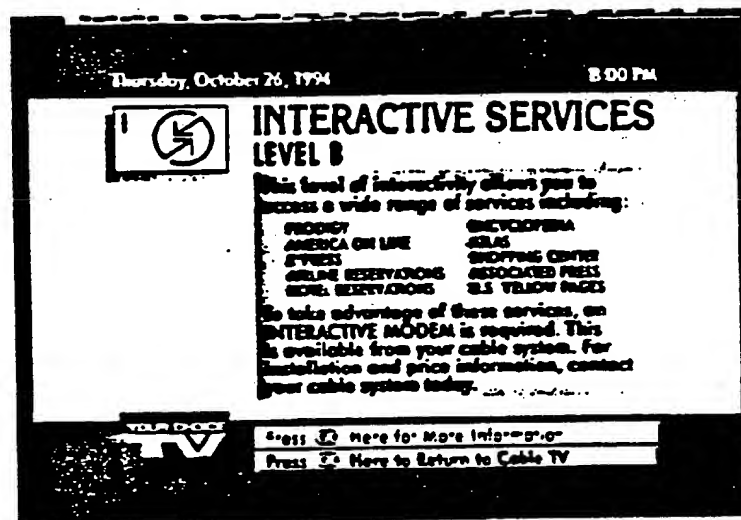 Thursday, October 26, 1994 8:00 PM
INTERACTIVE SERVICES
LEVEL B
This level of interactivity allows you to
access a wide range of services including:
PRODIGY ENCYCLOPEDIA
AMERICA ON LINE ATLAS
X*PRESS SHOPPING CENTER
AIRLINE RESERVATIONS ASSOCIATED PRESS
HOTEL RESERVATIONS U.S YELLOW PAGES
To take advantage of these services, an
INTERACTIVE MODEM is required. This
is available from your cable system. For
installation and price information, contact
your cable system today.
YOUR CHOICE
TV
Press Here for More Information
Press Here to Return to Cable TV